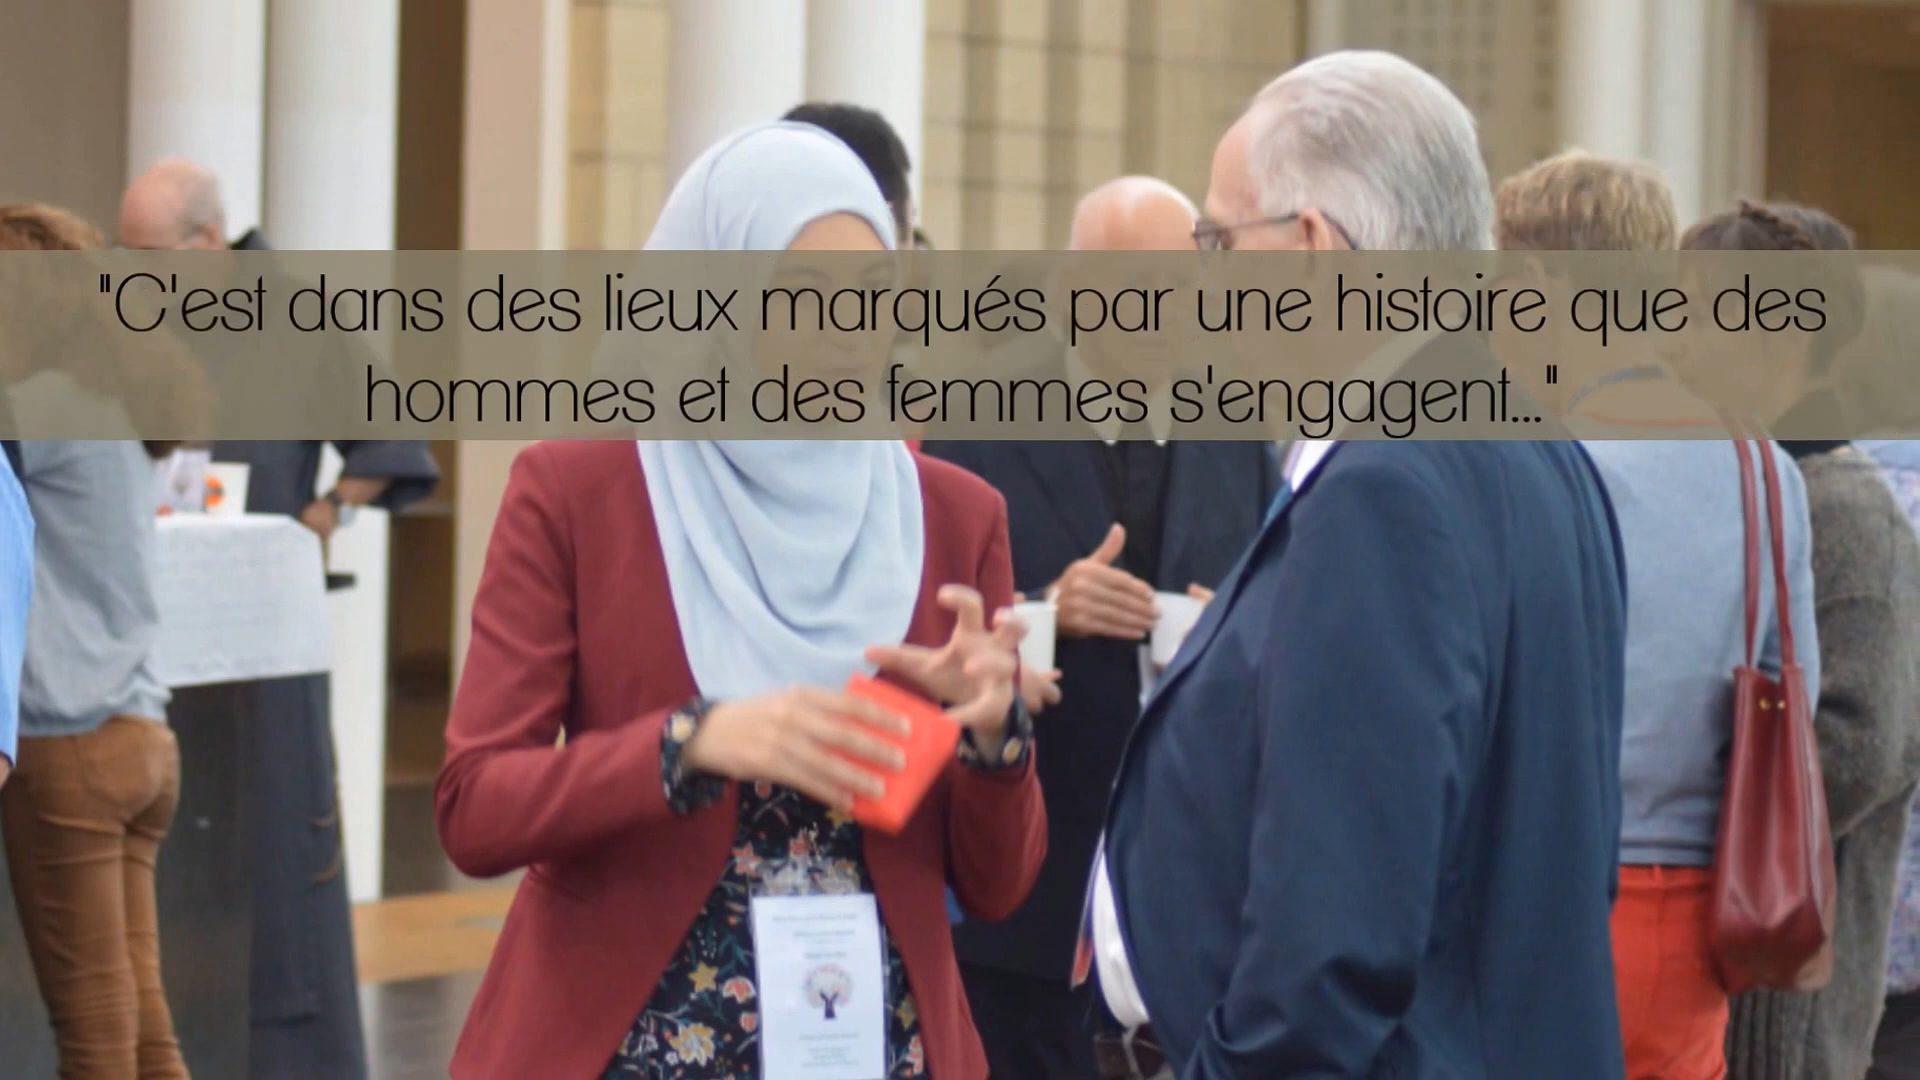 "C'est dans des lieux marqués par une histoire que des
hommes et des femmes s'engagent..."